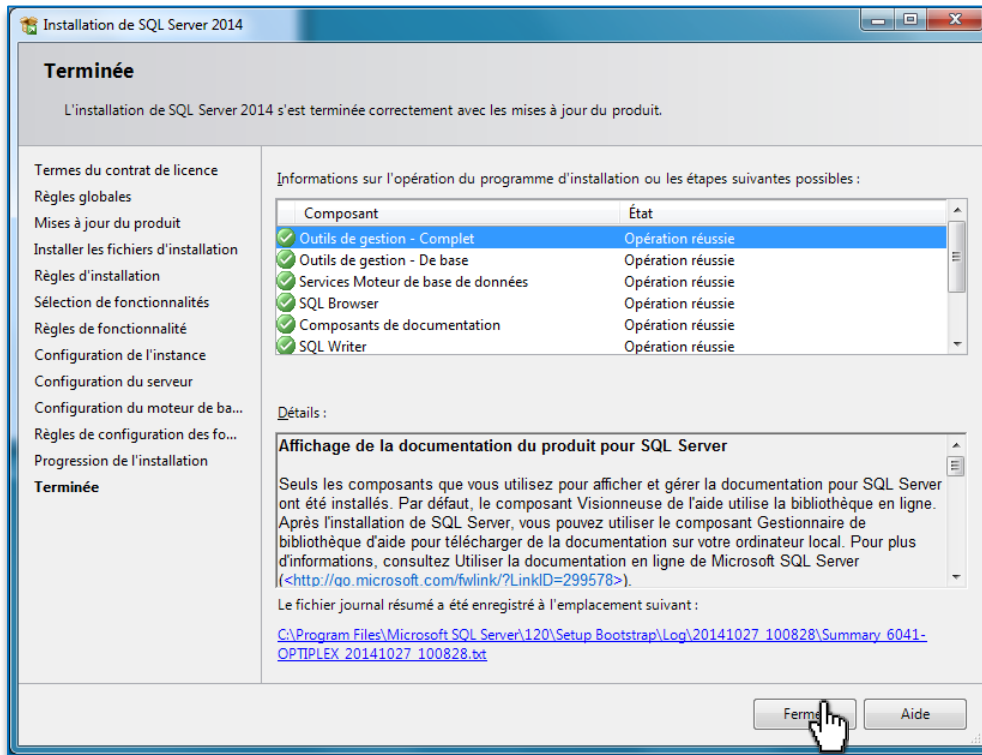 Installation de SQL Server 2014
Terminée
L'installation de SQL Server 2014 s'est terminée correctement avec les mises à jour du produit.
Termes du contrat de licence
Règles globales
Mises à jour du produit
Installer les fichiers d'installation
Règles d'installation
Sélection de fonctionnalités
Règles de fonctionnalité
Configuration de l'instance
Configuration du serveur
Configuration du moteur de ba...
Règles de configuration des fo...
Progression de l'installation
Terminée
Informations sur l'opération du programme d'installation ou les étapes suivantes possibles :
Composant État
Outils de gestion - Complet Opération réussie
Outils de gestion - De base Opération réussie
Services Moteur de base de données Opération réussie
SQL Browser Opération réussie
Composants de documentation Opération réussie
SQL Writer Opération réussie
Détails :
Affichage de la documentation du produit pour SQL Server
Seuls les composants que vous utilisez pour afficher et gérer la documentation pour SQL Server
ont été installés. Par défaut, le composant Visionneuse de l'aide utilise la bibliothèque en ligne.
Après l'installation de SQL Server, vous pouvez utiliser le composant Gestionnaire de
bibliothèque d'aide pour télécharger de la documentation sur votre ordinateur local. Pour plus
d'informations, consultez Utiliser la documentation en ligne de Microsoft SQL Server
(<http://go.microsoft.com/fwlink/?LinkID=299578>).
Le fichier journal résumé a été enregistré à l'emplacement suivant :
C:\Program Files\Microsoft SQL Server\120\Setup Bootstrap\Log\20141027_100828\Summary_6041-
OPTIPLEX_20141027_100828.txt
Ferme
Aide